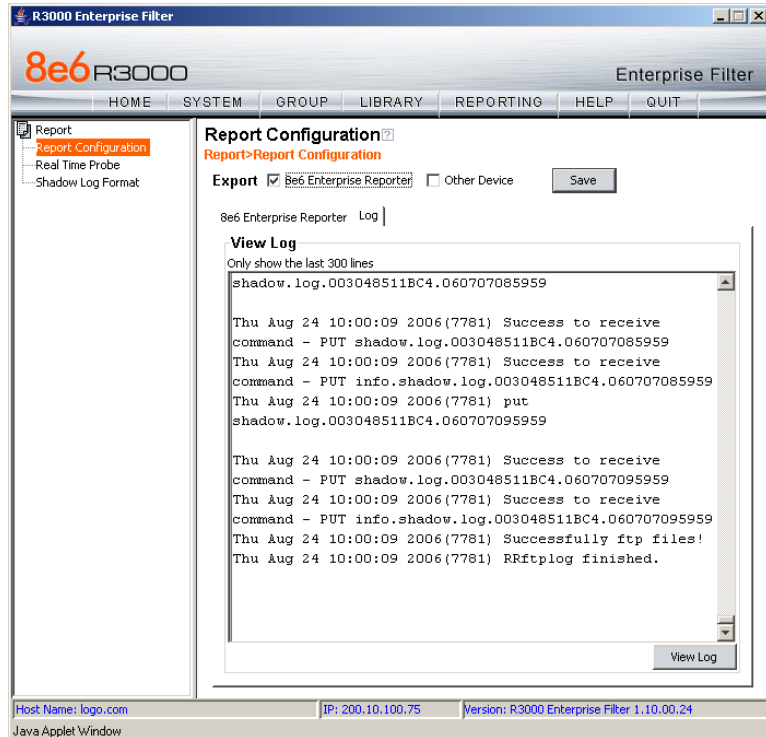 R3000 Enterprise Filter
8e6 R3000
Enterprise Filter
HOME SYSTEM GROUP LIBRARY REPORTING HELP QUIT
Report
Report Configuration
Real Time Probe
Shadow Log Format
Report Configuration?
Report>Report Configuration
Export 8e6 Enterprise Reporter Other Device Save
8e6 Enterprise Reporter Log
View Log
Only show the last 300 lines
shadow.log.003048511BC4.060707085959
Thu Aug 24 10:00:09 2006(7781) Success to receive
command - PUT shadow.log.003048511BC4.060707085959
Thu Aug 24 10:00:09 2006(7781) Success to receive
command - PUT info.shadow.log.003048511BC4.060707085959
Thu Aug 24 10:00:09 2006(7781) put
shadow.log.003048511BC4.060707095959
Thu Aug 24 10:00:09 2006(7781) Success to receive
command - PUT shadow.log.003048511BC4.060707095959
Thu Aug 24 10:00:09 2006(7781) Success to receive
command - PUT info.shadow.log.003048511BC4.060707095959
Thu Aug 24 10:00:09 2006(7781) Successfully ftp files!
Thu Aug 24 10:00:09 2006(7781) RRftplog finished.
View Log
Host Name: logo.com IP: 200.10.100.75 Version: R3000 Enterprise Filter 1.10.00.24
Java Applet Window